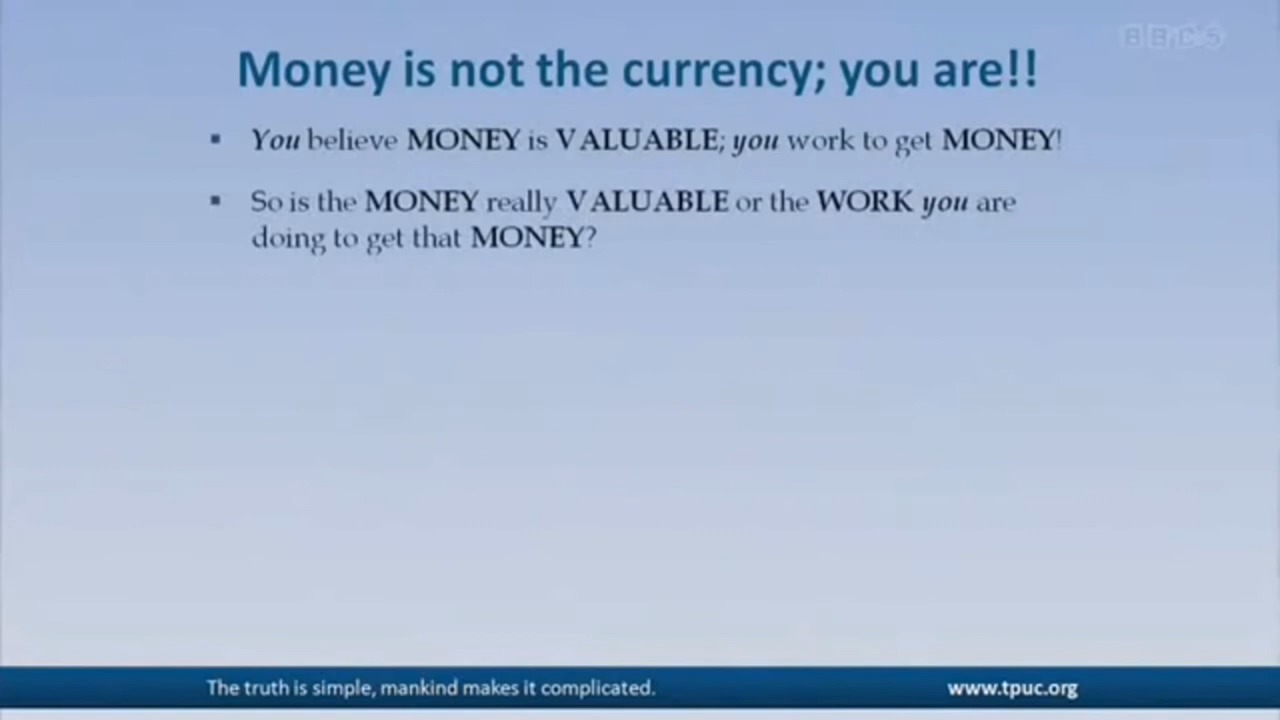 BBC5
Money is not the currency; you are!!
▪ You believe MONEY is VALUABLE; you work to get MONEY!
▪ So is the MONEY really VALUABLE or the WORK you are
doing to get that MONEY?
The truth is simple, mankind makes it complicated.
www.tpuc.org